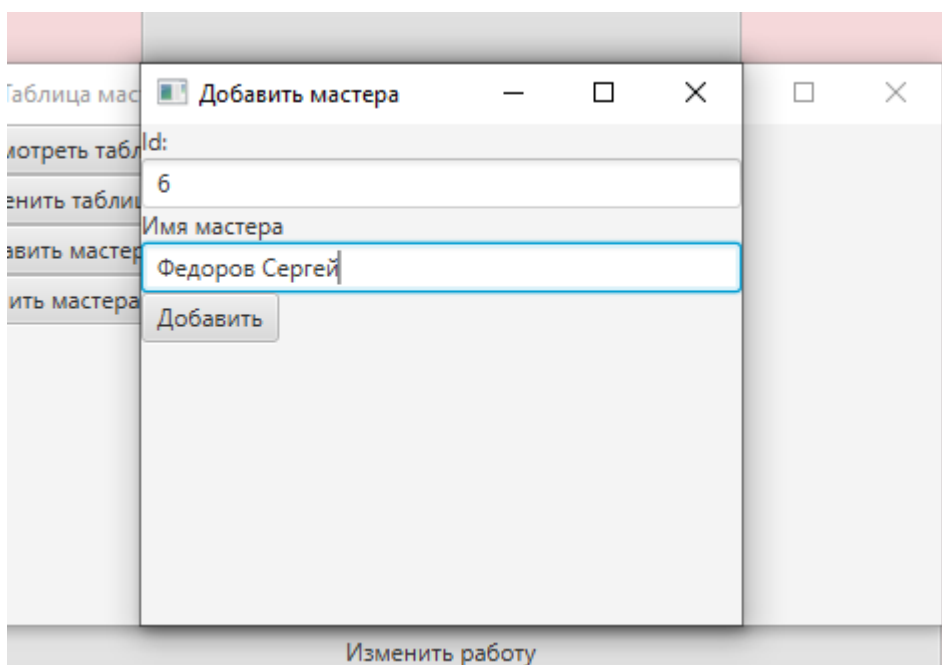 Таблица мас
Добавить мастера
Id:
мотреть табл
6
енить таблиц
Имя мастера
авить мастер
Федоров Сергей
ить мастера
Добавить
Изменить работу